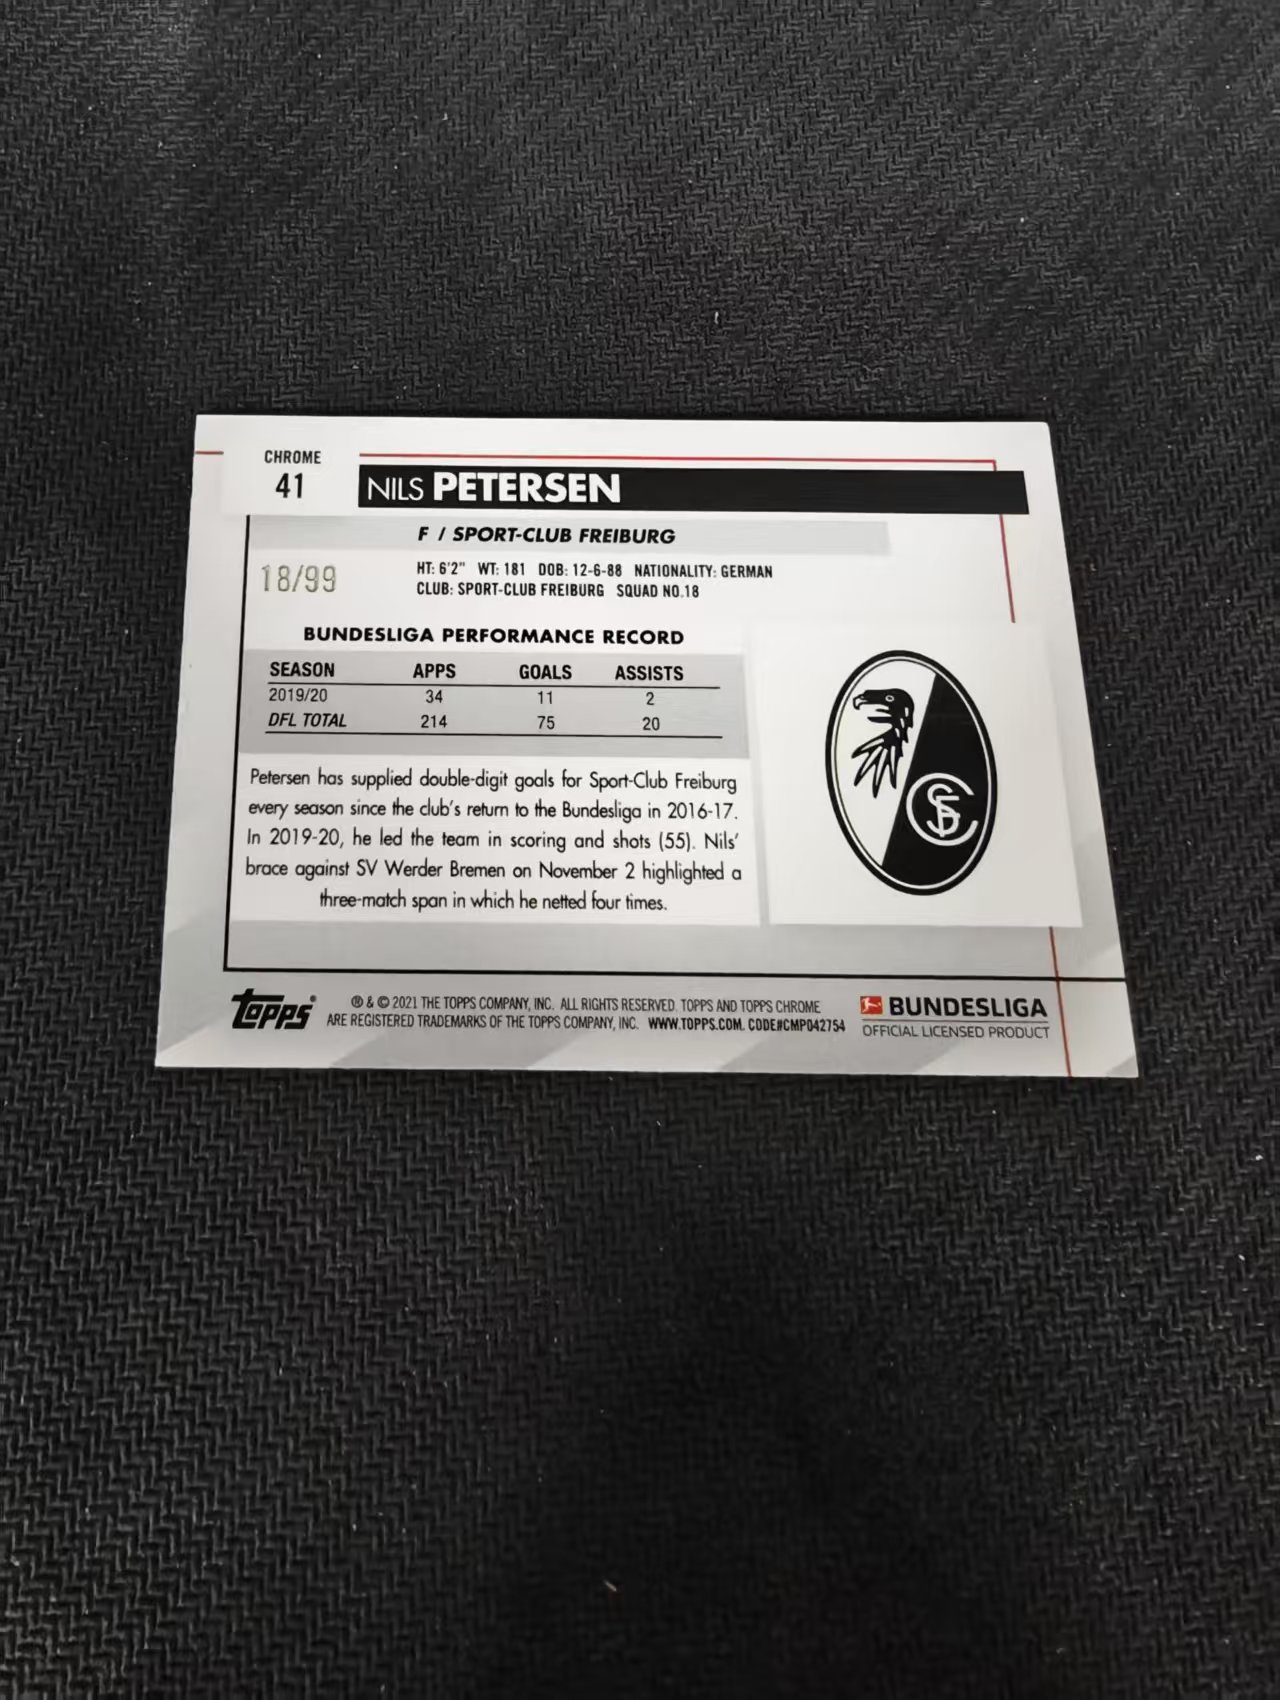 CHROME
41
NILS PETERSEN
F / SPORT-CLUB FREIBURG
18/99
HT: 6'2" WT: 181 DOB: 12-6-88 NATIONALITY: GERMAN
CLUB: SPORT-CLUB FREIBURG SQUAD NO.18
BUNDESLIGA PERFORMANCE RECORD
SEASON APPS GOALS ASSISTS
2019/20 34 11 2
DFL TOTAL 214 75 20
Petersen has supplied double-digit goals for Sport-Club Freiburg
every season since the club's return to the Bundesliga in 2016-17.
In 2019-20, he led the team in scoring and shots (55). Nils'
brace against SV Werder Bremen on November 2 highlighted a
three-match span in which he netted four times.
SC F
topps®
® & © 2021 THE TOPPS COMPANY, INC. ALL RIGHTS RESERVED. TOPPS AND TOPPS CHROME
ARE REGISTERED TRADEMARKS OF THE TOPPS COMPANY, INC. WWW.TOPPS.COM. CODE#CMP042754
BUNDESLIGA
OFFICIAL LICENSED PRODUCT